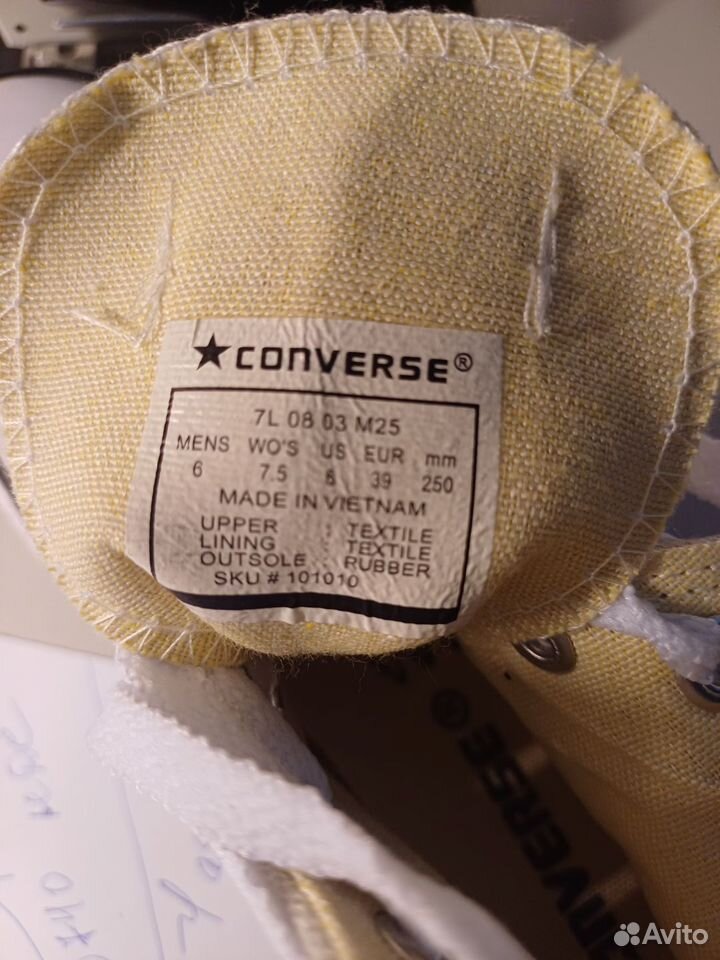 ★CONVERSE®
7L 08 03 M25
MENS WO'S US EUR mm
6 7.5 6 39 250
MADE IN VIETNAM
UPPER : TEXTILE
LINING : TEXTILE
OUTSOLE : RUBBER
SKU # 101010
NVERSE®
Avito